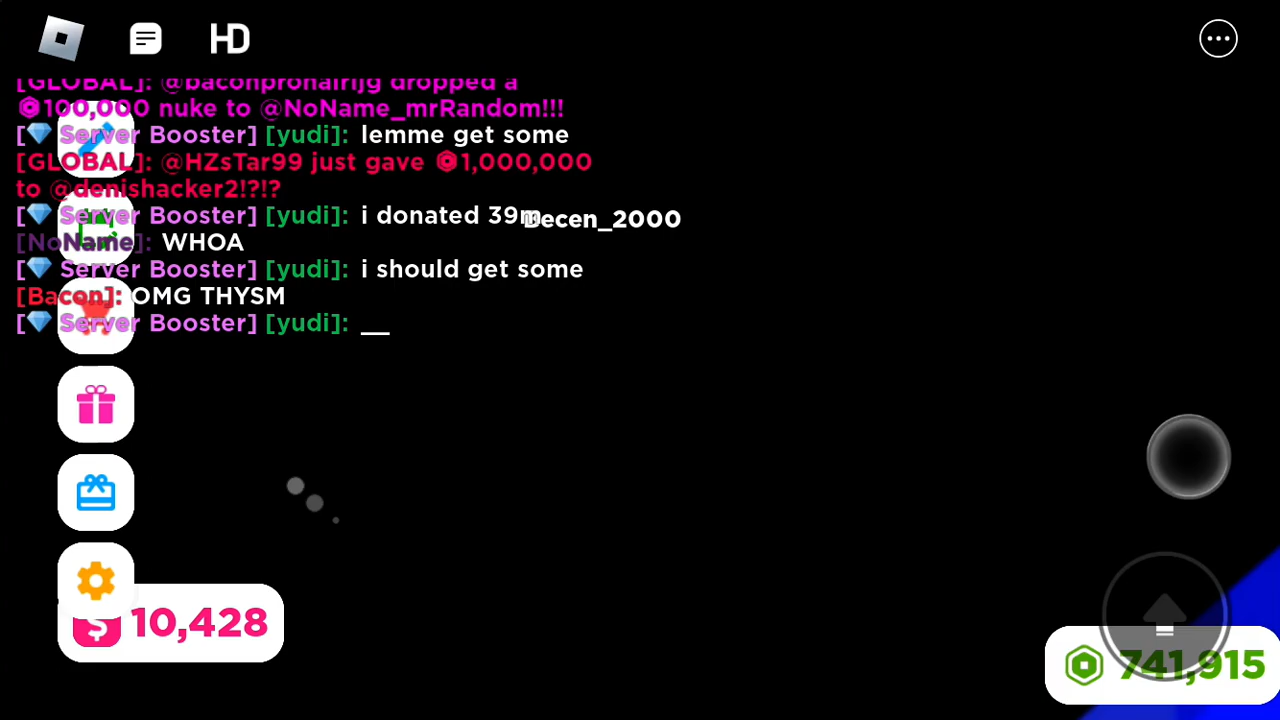 HD
[GLOBAL]: @baconpronairijg dropped a
100,000 nuke to @NoName_mrRandom!!!
[💎 Server Booster] [yudi]: lemme get some
[GLOBAL]: @HZsTar99 just gave 1,000,000
to @denishacker2!?!?
[💎 Server Booster] [yudi]: i donated 39m
Becen_2000
[NoName]: WHOA
[💎 Server Booster] [yudi]: i should get some
[Bacon]: OMG THYSM
[💎 Server Booster] [yudi]: __
10,428
741,915